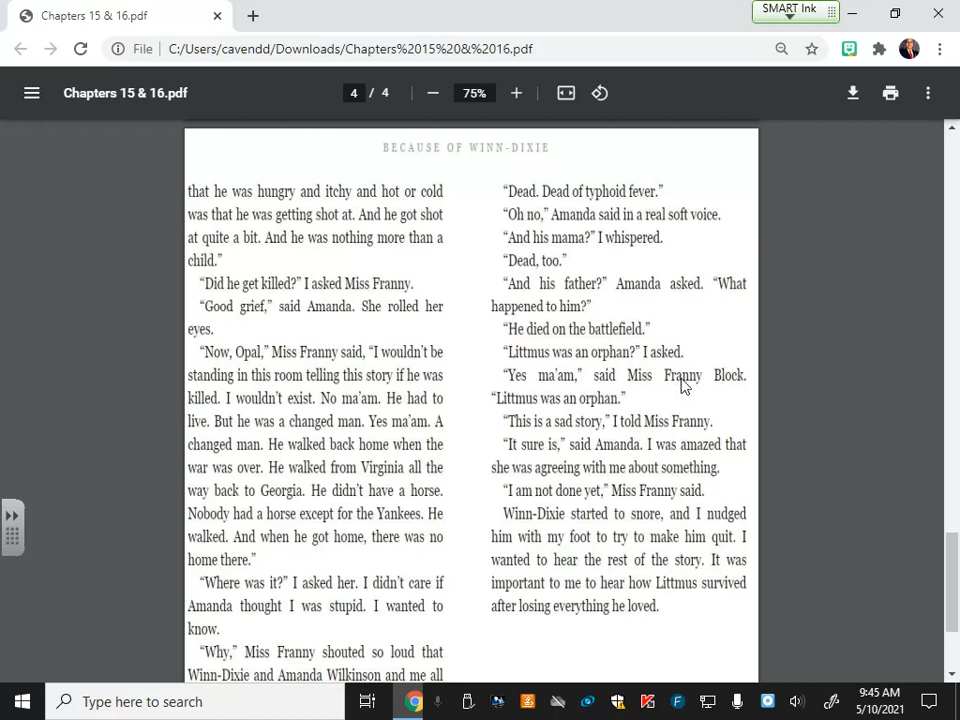 Chapters 15 & 16.pdf
SMART Ink
File
C:/Users/cavendd/Downloads/Chapters%2015%20&%2016.pdf
Chapters 15 & 16.pdf
4 / 4
75%
BECAUSE OF WINN-DIXIE
that he was hungry and itchy and hot or cold
was that he was getting shot at. And he got shot
at quite a bit. And he was nothing more than a
child.”
“Did he get killed?” I asked Miss Franny.
“Good grief,” said Amanda. She rolled her
eyes.
“Now, Opal,” Miss Franny said, “I wouldn’t be
standing in this room telling this story if he was
killed. I wouldn’t exist. No ma’am. He had to
live. But he was a changed man. Yes ma’am. A
changed man. He walked back home when the
war was over. He walked from Virginia all the
way back to Georgia. He didn’t have a horse.
Nobody had a horse except for the Yankees. He
walked. And when he got home, there was no
home there.”
“Where was it?” I asked her. I didn’t care if
Amanda thought I was stupid. I wanted to
know.
“Why,” Miss Franny shouted so loud that
Winn-Dixie and Amanda Wilkinson and me all
“Dead. Dead of typhoid fever.”
“Oh no,” Amanda said in a real soft voice.
“And his mama?” I whispered.
“Dead, too.”
“And his father?” Amanda asked. “What
happened to him?”
“He died on the battlefield.”
“Littmus was an orphan?” I asked.
“Yes ma’am,” said Miss Franny Block.
“Littmus was an orphan.”
“This is a sad story,” I told Miss Franny.
“It sure is,” said Amanda. I was amazed that
she was agreeing with me about something.
“I am not done yet,” Miss Franny said.
Winn-Dixie started to snore, and I nudged
him with my foot to try to make him quit. I
wanted to hear the rest of the story. It was
important to me to hear how Littmus survived
after losing everything he loved.
Type here to search
9:45 AM
5/10/2021